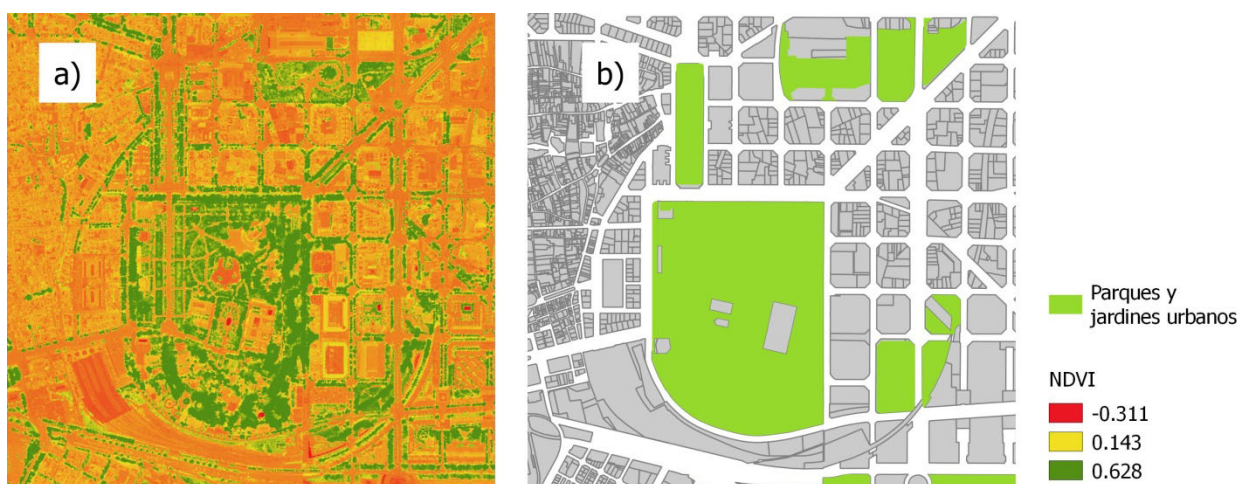 a)
b)
Parques y
jardines urbanos
NDVI
-0.311
0.143
0.628